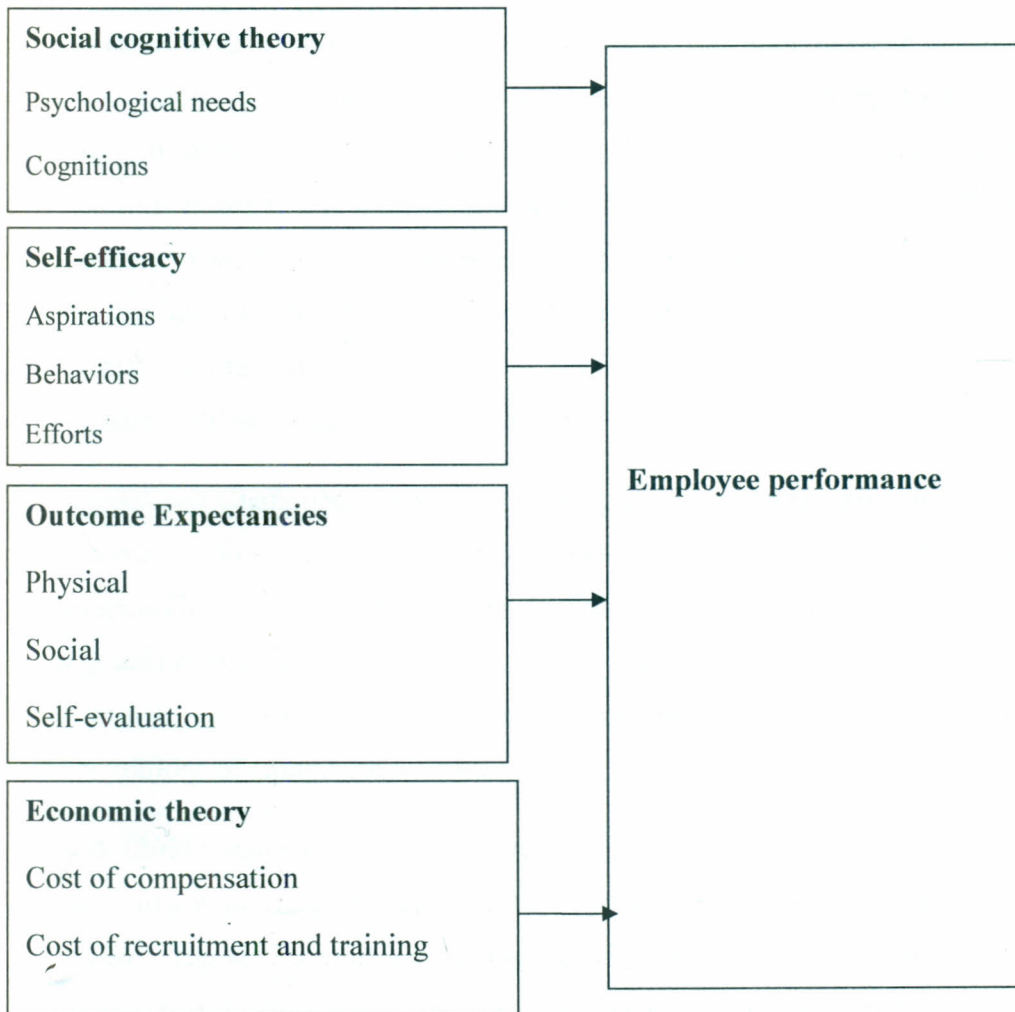 Social cognitive theory
Psychological needs
Cognitions
Self-efficacy
Aspirations
Behaviors
Efforts
Employee performance
Outcome Expectancies
Physical
Social
Self-evaluation
Economic theory
Cost of compensation
Cost of recruitment and training